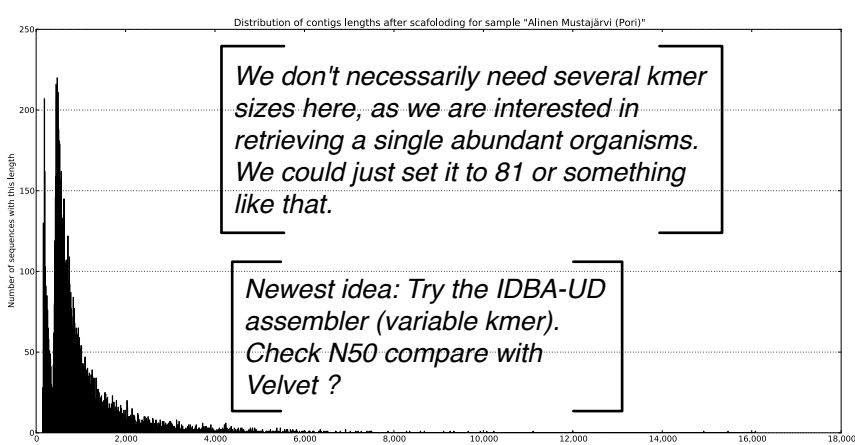 Distribution of contigs lengths after scafoloding for sample "Alinen Mustajärvi (Pori)"
250
200
150
100
50
0
Number of sequences with this length
We don't necessarily need several kmer
sizes here, as we are interested in
retrieving a single abundant organisms.
We could just set it to 81 or something
like that.
Newest idea: Try the IDBA-UD
assembler (variable kmer).
Check N50 compare with
Velvet ?
0 2,000 4,000 6,000 8,000 10,000 12,000 14,000 16,000 18,000